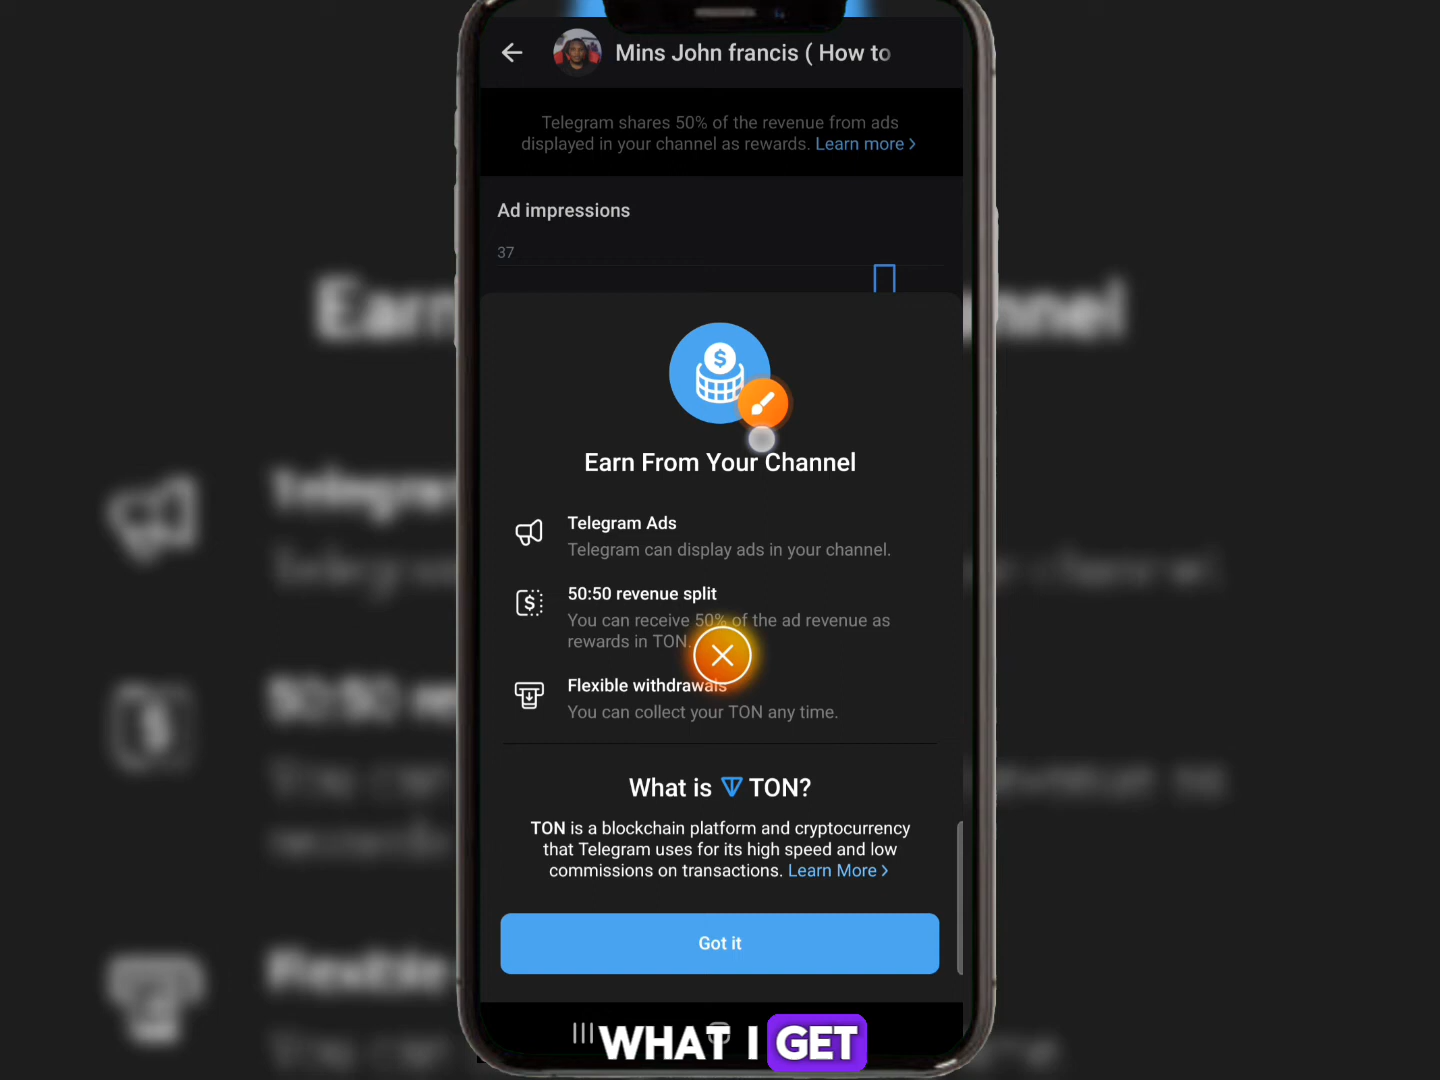 Mins John francis ( How to
Telegram shares 50% of the revenue from ads
displayed in your channel as rewards. Learn more >
Ad impressions
37
Earn From Your Channel
Telegram Ads
Telegram can display ads in your channel.
50:50 revenue split
You can receive 50% of the ad revenue as
rewards in TON.
Flexible withdrawals
You can collect your TON any time.
What is TON?
TON is a blockchain platform and cryptocurrency
that Telegram uses for its high speed and low
commissions on transactions. Learn More >
Got it
WHAT I GET